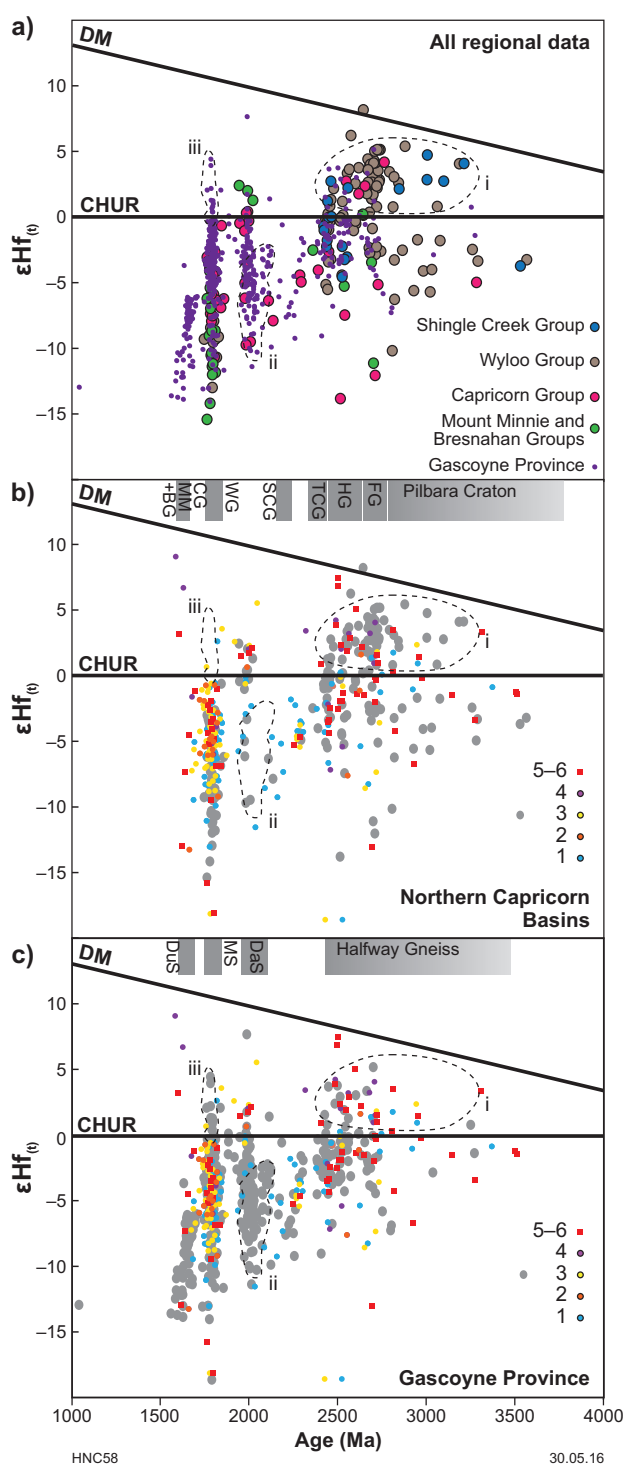 a)
DM
All regional data
10
iii
5
i
CHUR
0
εHf(t)
–5
ii
–10
–15
Shingle Creek Group
Wyloo Group
Capricorn Group
Mount Minnie and
Bresnahan Groups
Gascoyne Province
b)
DM
+BG
MM
CG
WG
SCG
TCG
HG
FG
Pilbara Craton
10
iii
5
i
CHUR
0
εHf(t)
–5
ii
–10
–15
5–6
4
3
2
1
Northern Capricorn
Basins
c)
DM
DuS
MS
DaS
Halfway Gneiss
10
iii
5
i
CHUR
0
εHf(t)
–5
ii
–10
–15
5–6
4
3
2
1
Gascoyne Province
1000 1500 2000 2500 3000 3500 4000
Age (Ma)
HNC58 30.05.16